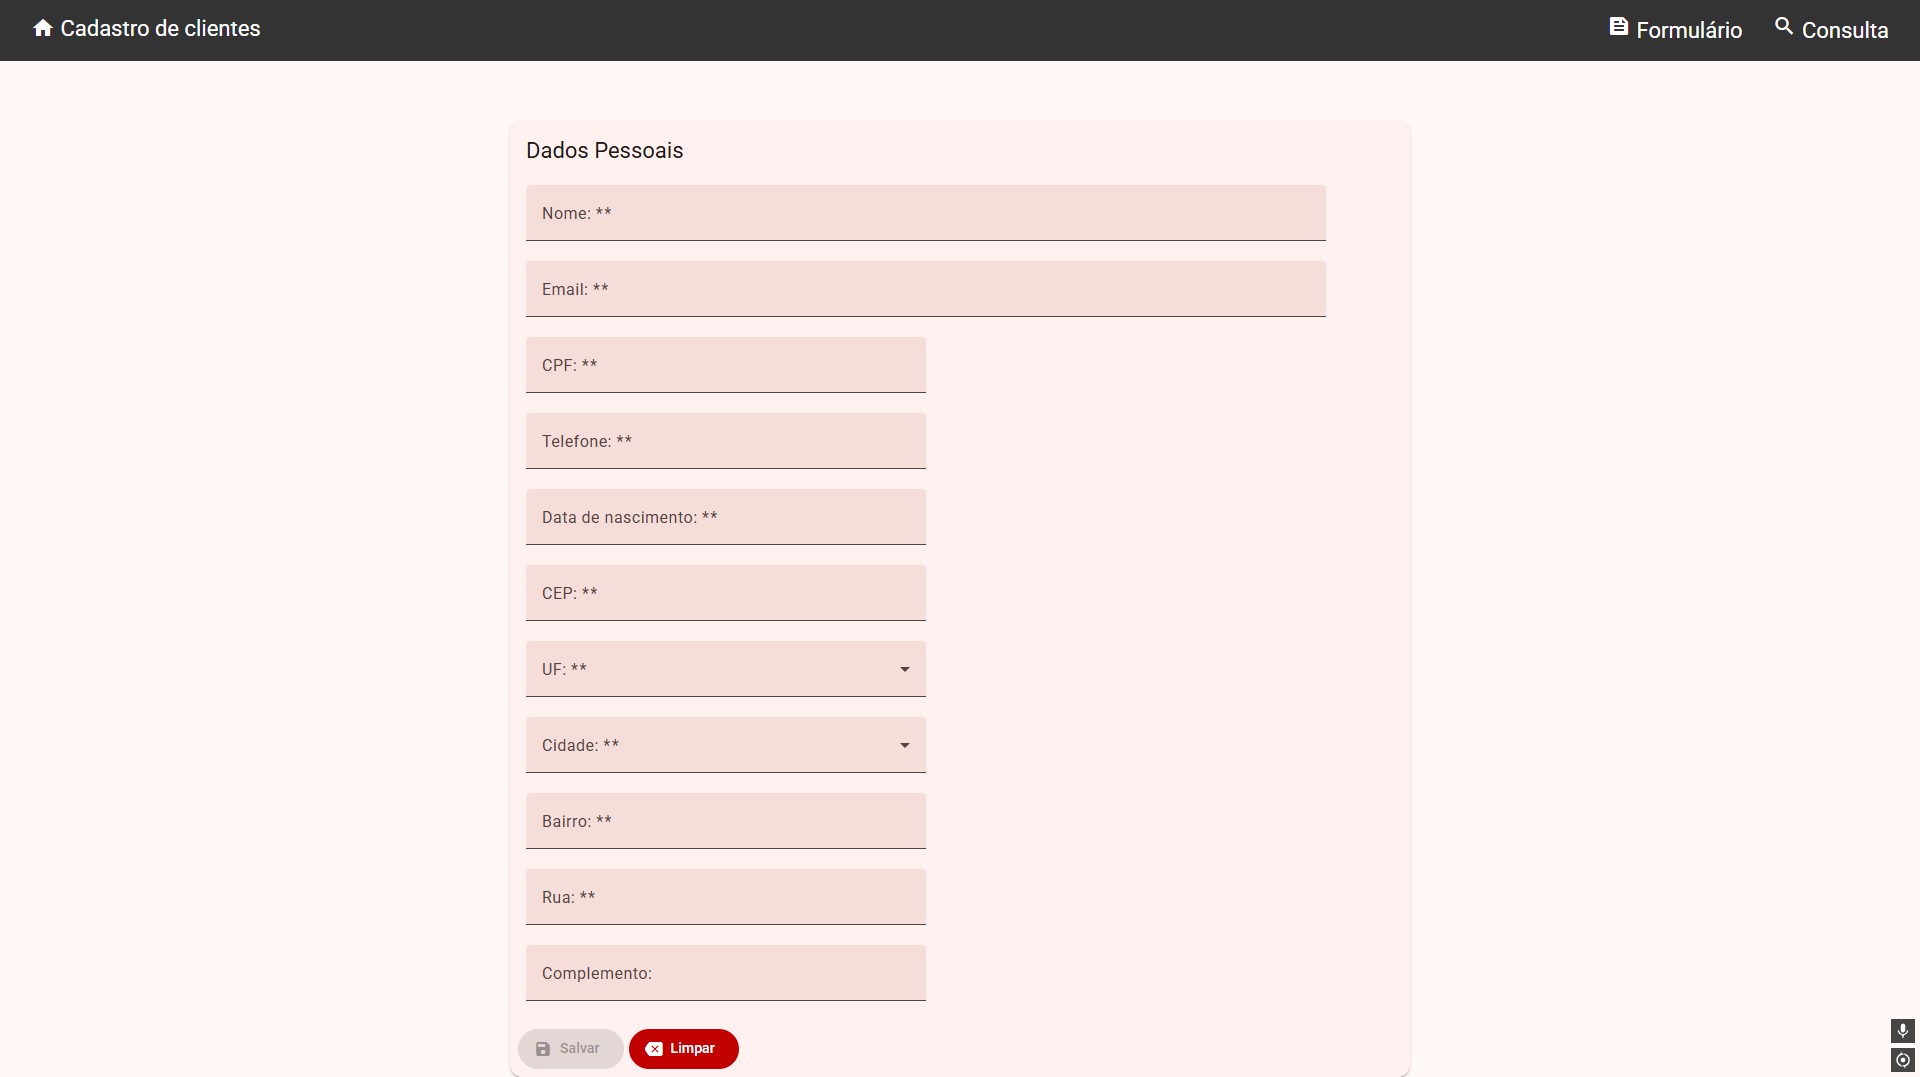 Cadastro de clientes
Formulário
Consulta
Dados Pessoais
Nome: **
Email: **
CPF: **
Telefone: **
Data de nascimento: **
CEP: **
UF: **
Cidade: **
Bairro: **
Rua: **
Complemento:
Salvar
Limpar